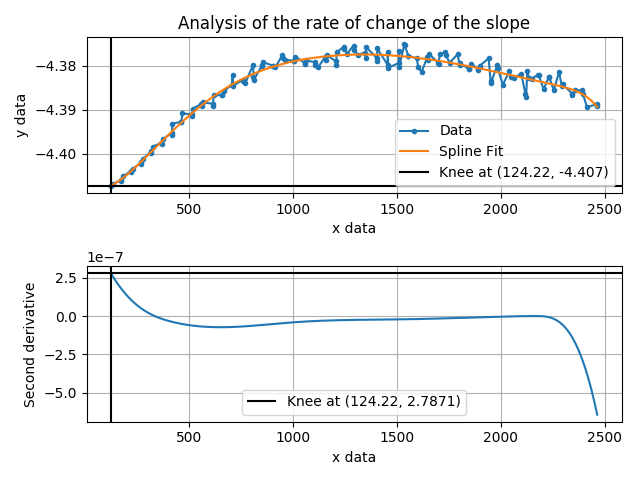 Analysis of the rate of change of the slope
−4.38
−4.39
−4.40
y data
Data
Spline Fit
Knee at (124.22, -4.407)
500
1000
1500
2000
2500
x data
1e−7
2.5
0.0
−2.5
−5.0
Second derivative
Knee at (124.22, 2.7871)
500
1000
1500
2000
2500
x data